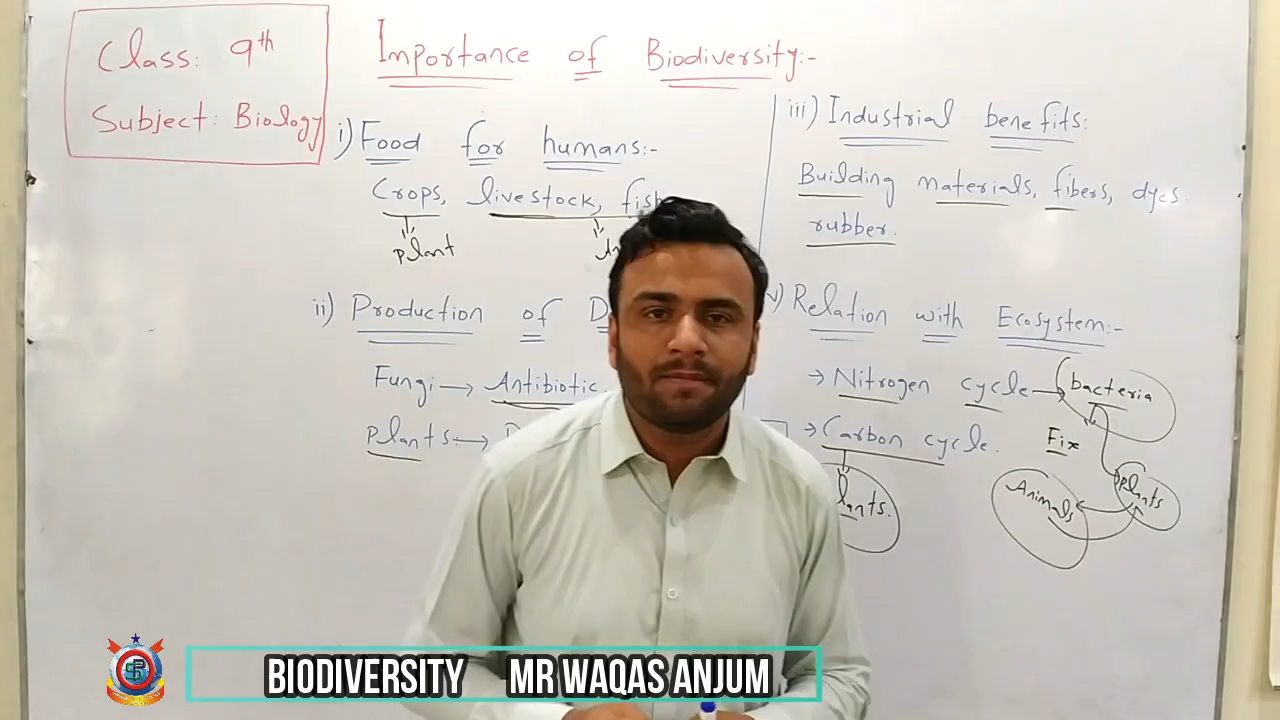 Class: 9th
Subject: Biology
Importance of Biodiversity:-
i) Food for humans:-
Crops, livestock, fish
Plant
ii) Production of D
Fungi → Antibiotic.
Plants →
iii) Industrial benefits:
Building materials, fibers, dyes
rubber.
v) Relation with Ecosystem:-
→ Nitrogen cycle → bacteria
Fix
→ Carbon cycle.
lants.
Animals
Plants
BIODIVERSITY MR WAQAS ANJUM